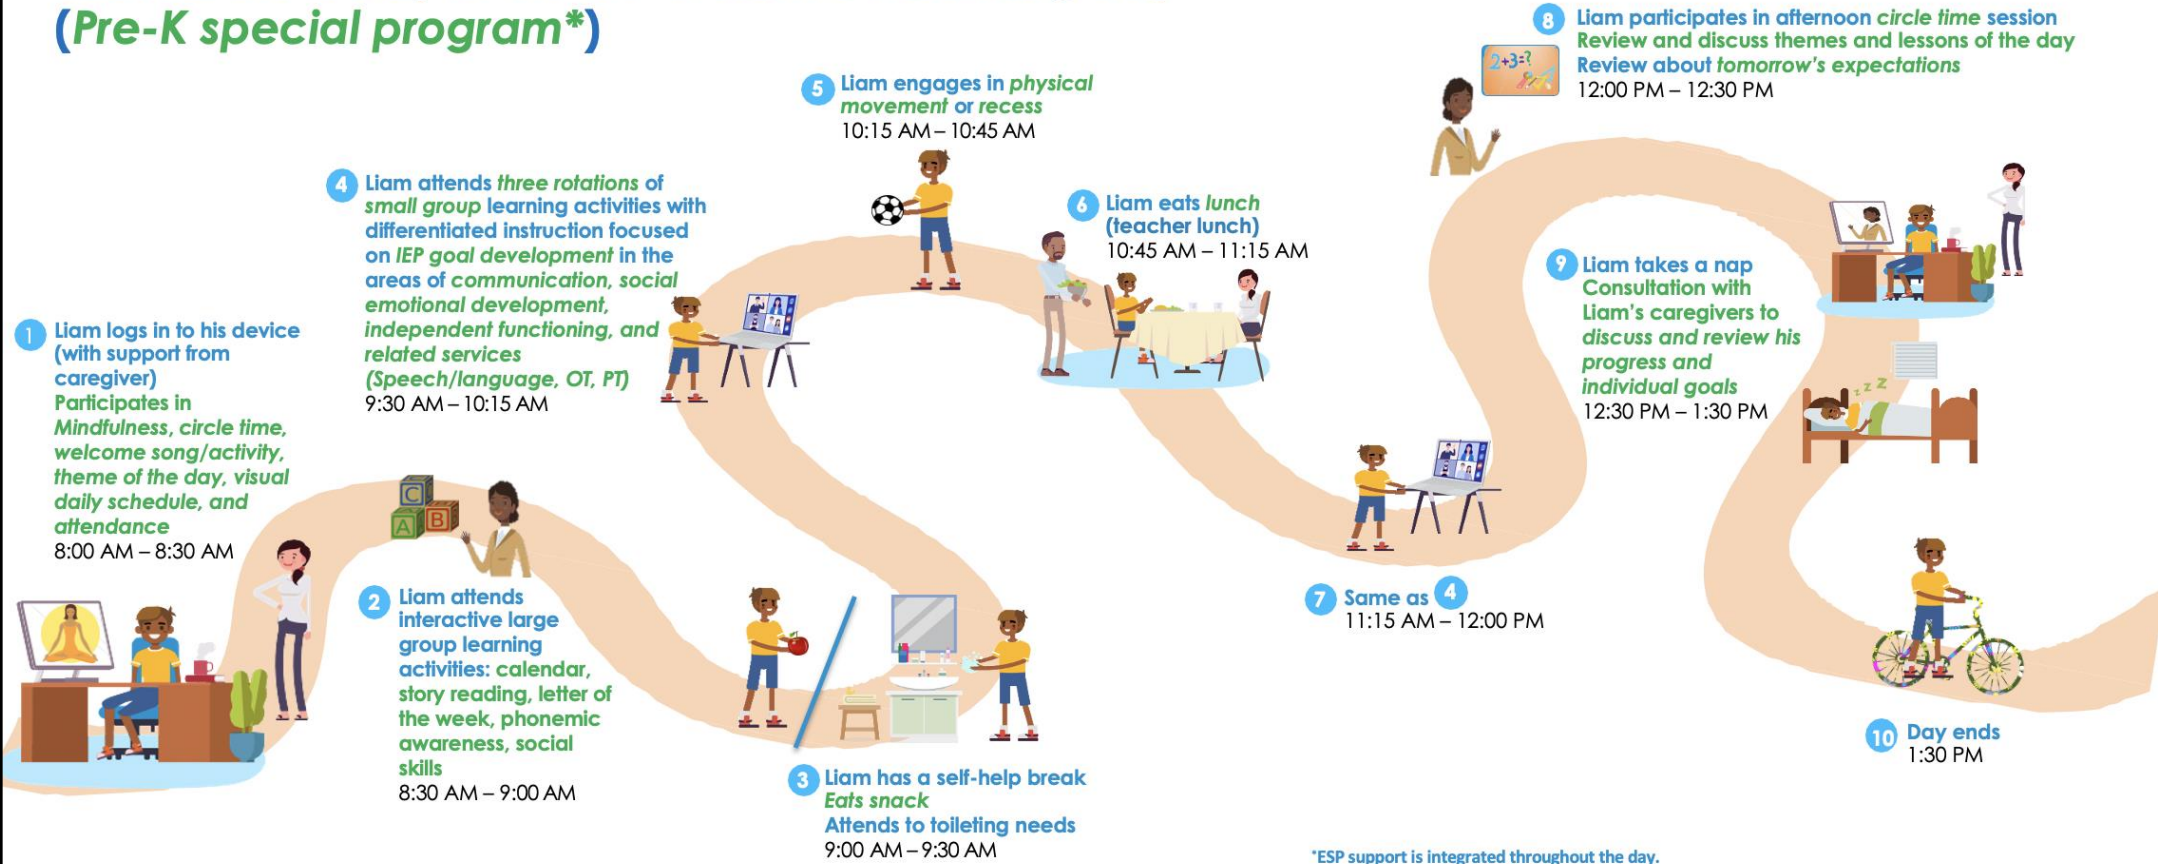 (Pre-K special program*)
1
Liam logs in to his device
(with support from
caregiver)
Participates in
Mindfulness, circle time,
welcome song/activity,
theme of the day, visual
daily schedule, and
attendance
8:00 AM – 8:30 AM
C
A B
2
Liam attends
interactive large
group learning
activities: calendar,
story reading, letter of
the week, phonemic
awareness, social
skills
8:30 AM – 9:00 AM
3
Liam has a self-help break
Eats snack
Attends to toileting needs
9:00 AM – 9:30 AM
4
Liam attends three rotations of
small group learning activities with
differentiated instruction focused
on IEP goal development in the
areas of communication, social
emotional development,
independent functioning, and
related services
(Speech/language, OT, PT)
9:30 AM – 10:15 AM
5
Liam engages in physical
movement or recess
10:15 AM – 10:45 AM
6
Liam eats lunch
(teacher lunch)
10:45 AM – 11:15 AM
7
Same as 4
11:15 AM – 12:00 PM
8
Liam participates in afternoon circle time session
Review and discuss themes and lessons of the day
Review about tomorrow's expectations
12:00 PM – 12:30 PM
2+3=?
9
Liam takes a nap
Consultation with
Liam's caregivers to
discuss and review his
progress and
individual goals
12:30 PM – 1:30 PM
z z z
10
Day ends
1:30 PM
*ESP support is integrated throughout the day.